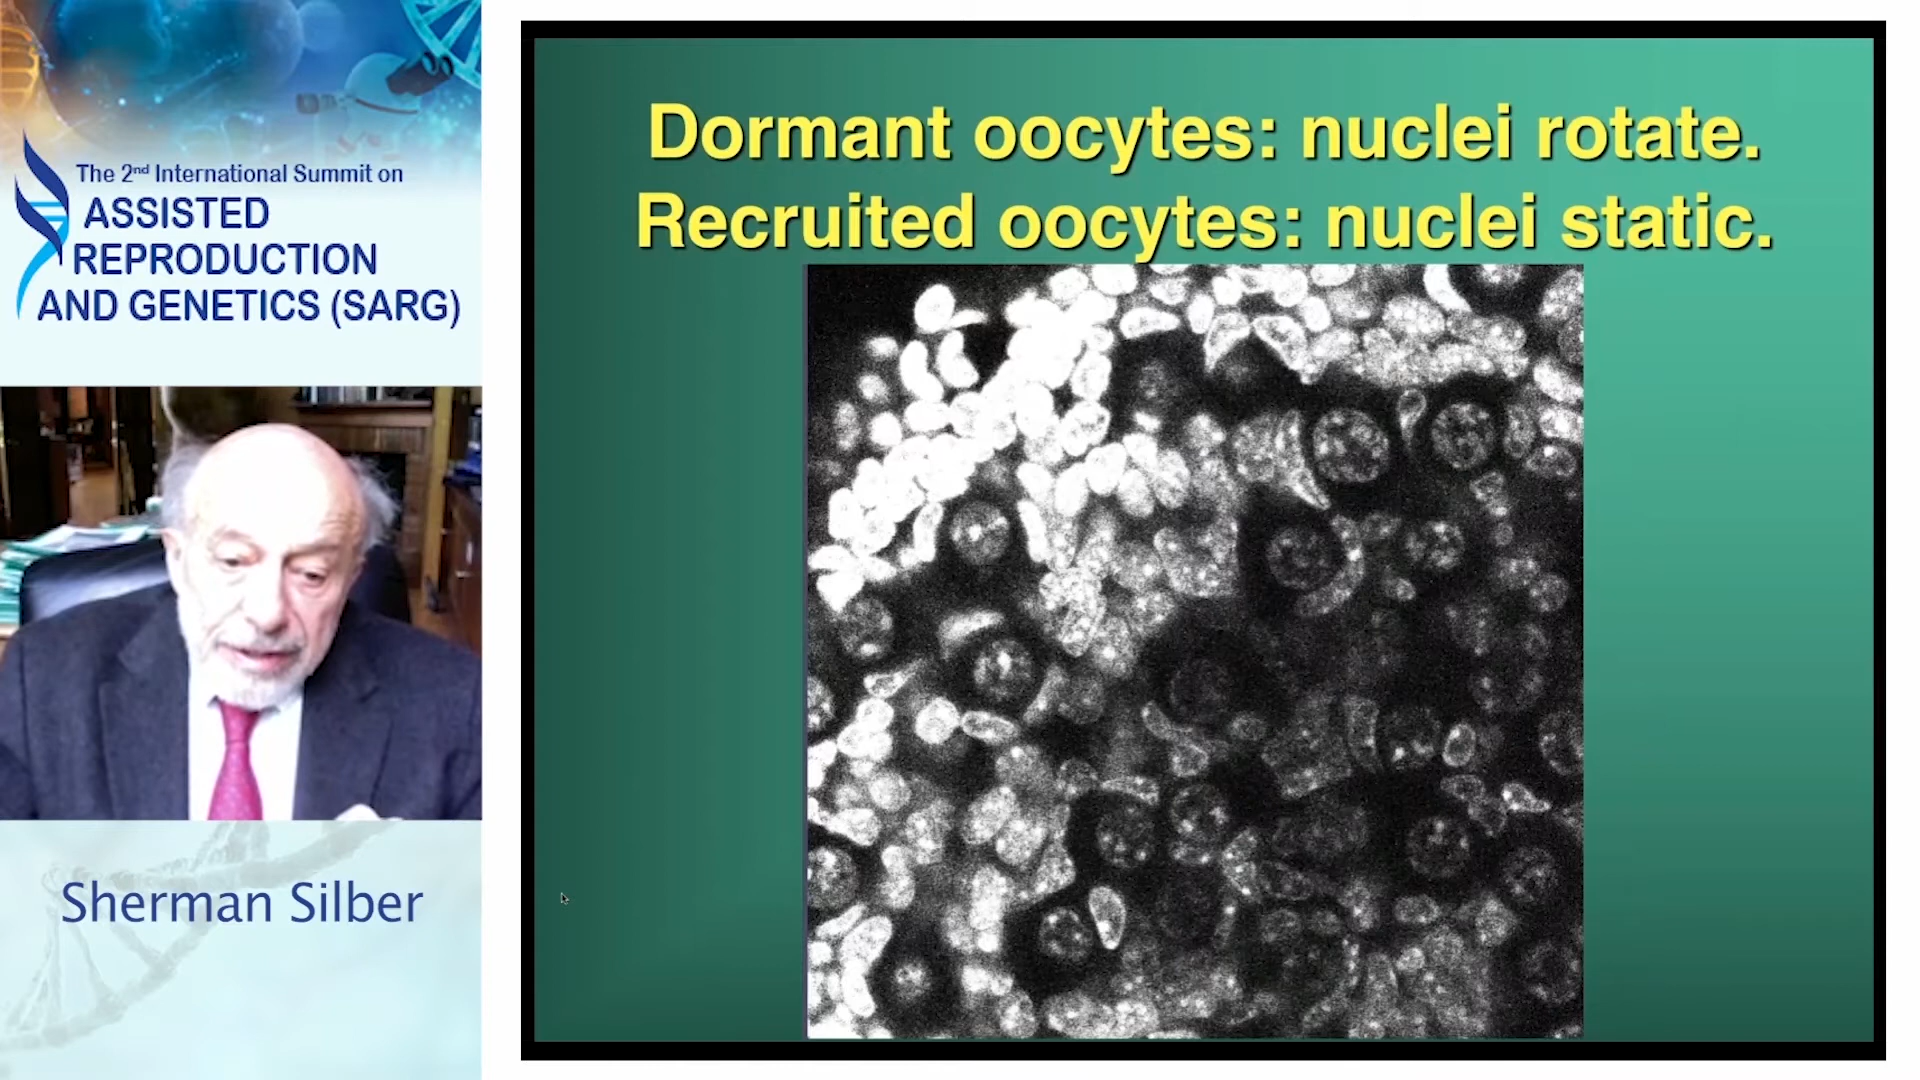 The 2nd International Summit on
ASSISTED
REPRODUCTION
AND GENETICS (SARG)
Sherman Silber
Dormant oocytes: nuclei rotate.
Recruited oocytes: nuclei static.